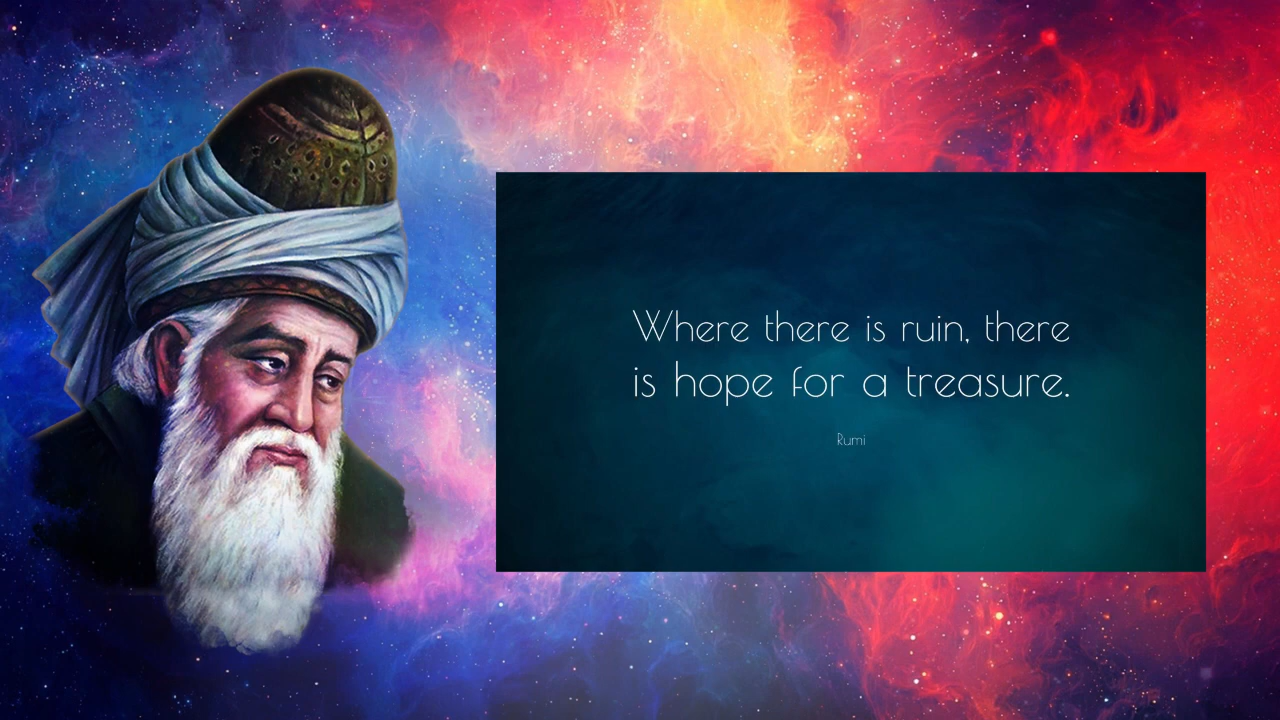 Where there is ruin, there
is hope for a treasure.
Rumi